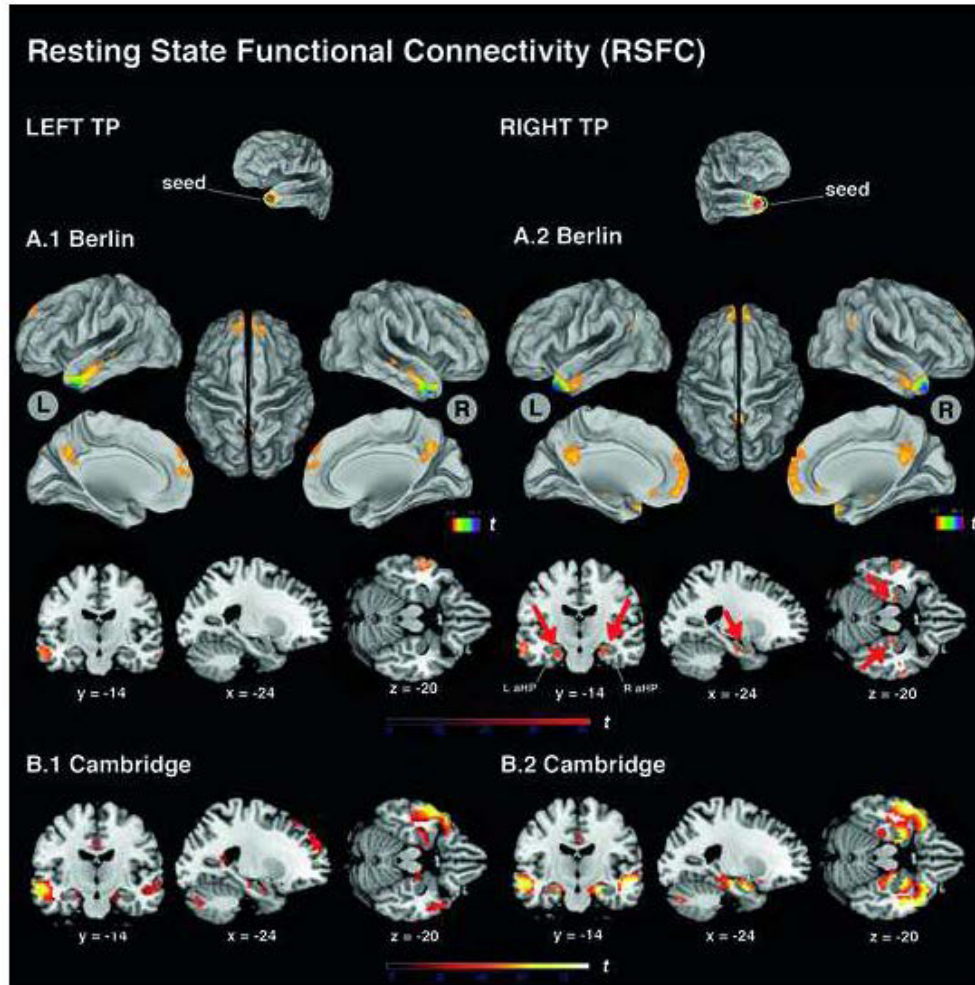 Resting State Functional Connectivity (RSFC)
LEFT TP
RIGHT TP
seed
seed
A.1 Berlin
A.2 Berlin
L
R
L
R
t
t
L aHP
R aHP
y = -14
x = -24
z = -20
y = -14
x = -24
z = -20
t
B.1 Cambridge
B.2 Cambridge
y = -14
x = -24
z = -20
y = -14
x = -24
z = -20
t